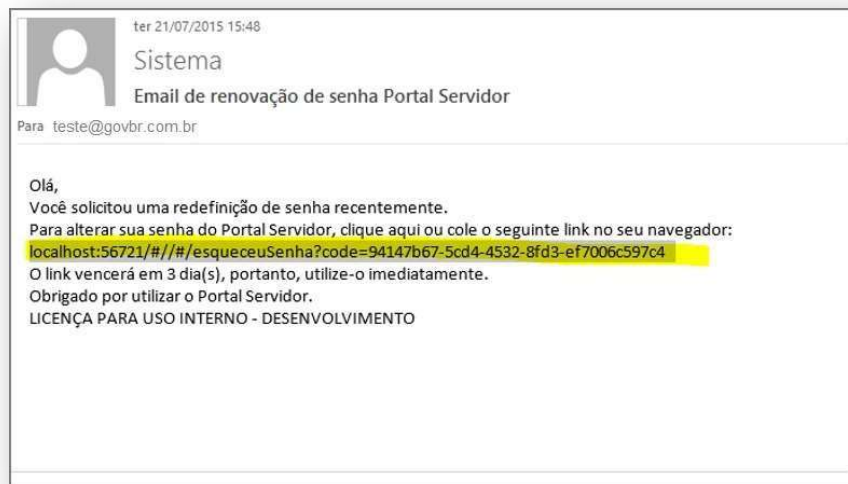 ter 21/07/2015 15:48
Sistema
Email de renovação de senha Portal Servidor
Para teste@govbr.com.br
Olá,
Você solicitou uma redefinição de senha recentemente.
Para alterar sua senha do Portal Servidor, clique aqui ou cole o seguinte link no seu navegador:
localhost:56721/#//#/esqueceuSenha?code=94147b67-5cd4-4532-8fd3-ef7006c597c4
O link vencerá em 3 dia(s), portanto, utilize-o imediatamente.
Obrigado por utilizar o Portal Servidor.
LICENÇA PARA USO INTERNO - DESENVOLVIMENTO